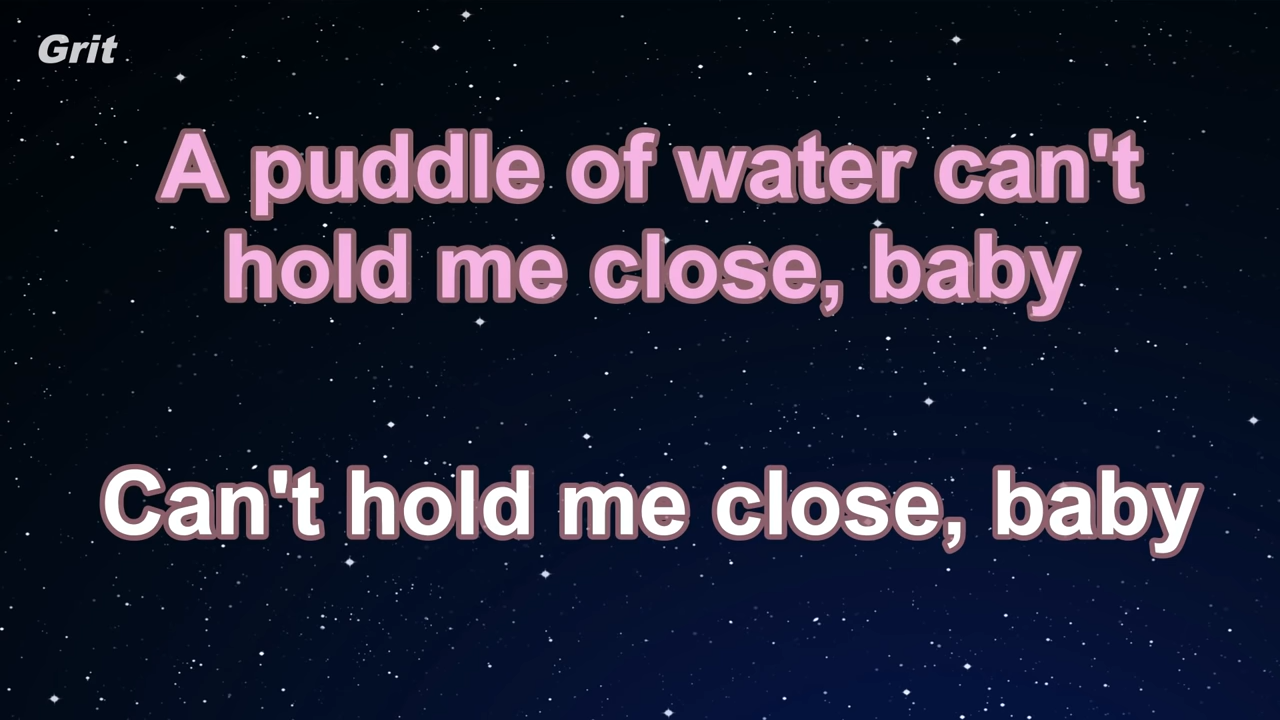 Grit
A puddle of water can't
hold me close, baby
Can't hold me close, baby